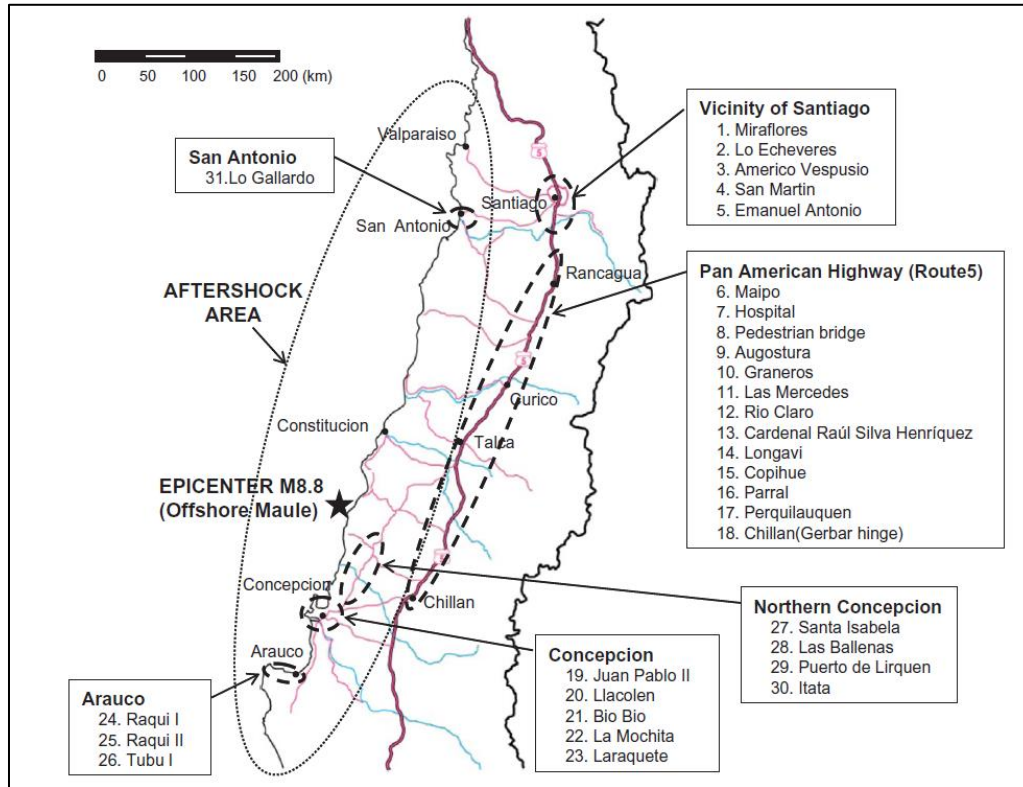 0 50 100 150 200 (km)
Valparaiso
San Antonio
31.Lo Gallardo
Santiago
San Antonio
5
Vicinity of Santiago
1. Miraflores
2. Lo Echeveres
3. Americo Vespusio
4. San Martin
5. Emanuel Antonio
Rancagua
AFTERSHOCK
AREA
Pan American Highway (Route5)
6. Maipo
7. Hospital
8. Pedestrian bridge
9. Augostura
10. Graneros
11. Las Mercedes
12. Rio Claro
13. Cardenal Raúl Silva Henríquez
14. Longavi
15. Copihue
16. Parral
17. Perquilauquen
18. Chillan(Gerbar hinge)
5
Curico
Constitucion
Talca
EPICENTER M8.8
(Offshore Maule)
5
Concepcion
Chillan
Northern Concepcion
27. Santa Isabela
28. Las Ballenas
29. Puerto de Lirquen
30. Itata
Arauco
Concepcion
19. Juan Pablo II
20. Llacolen
21. Bio Bio
22. La Mochita
23. Laraquete
Arauco
24. Raqui I
25. Raqui II
26. Tubu I